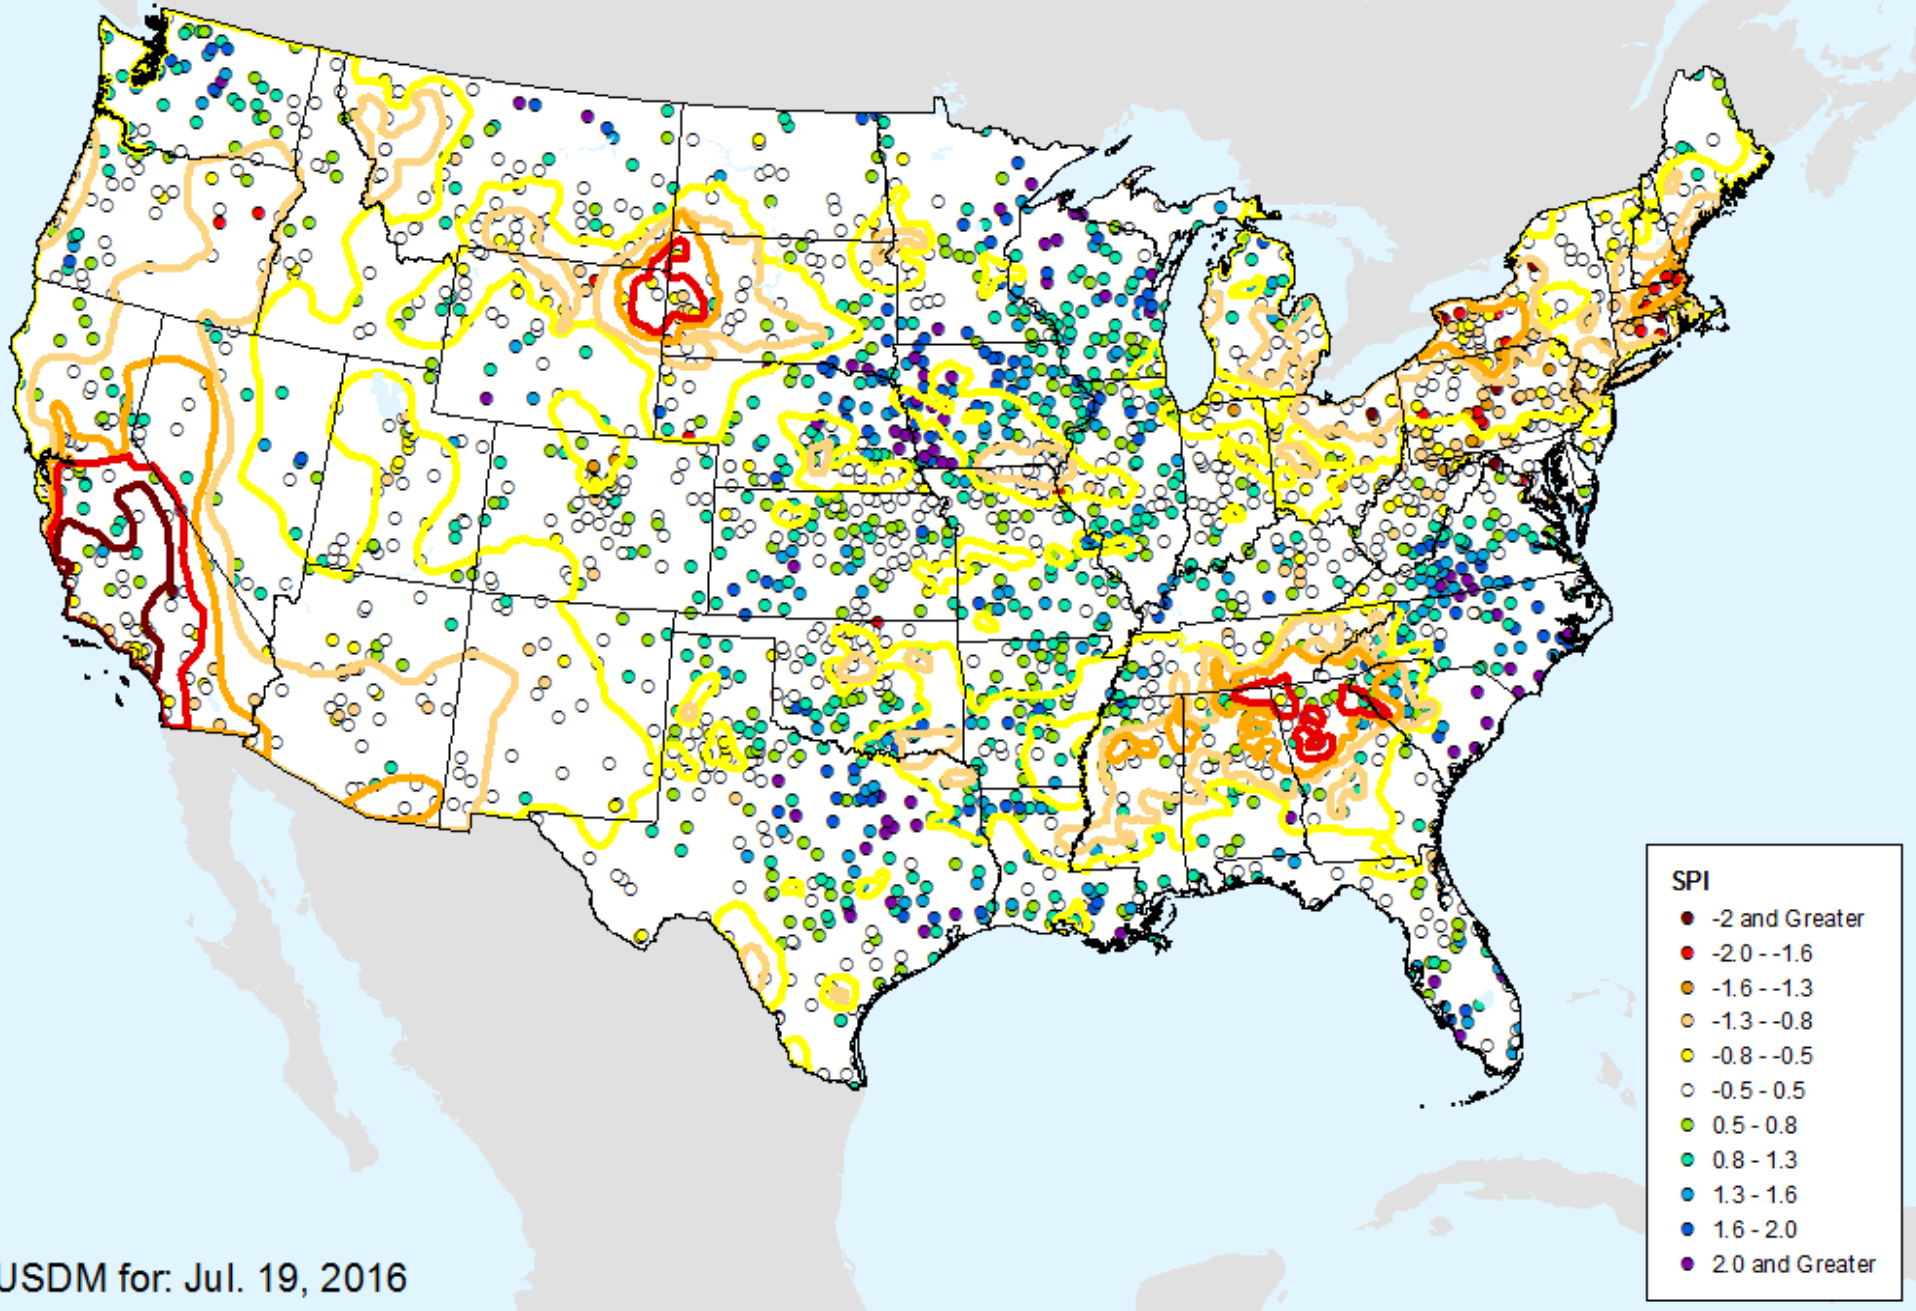 SPI
-2 and Greater
-2.0 - -1.6
-1.6 - -1.3
-1.3 - -0.8
-0.8 - -0.5
-0.5 - 0.5
0.5 - 0.8
0.8 - 1.3
1.3 - 1.6
1.6 - 2.0
2.0 and Greater
USDM for: Jul. 19, 2016